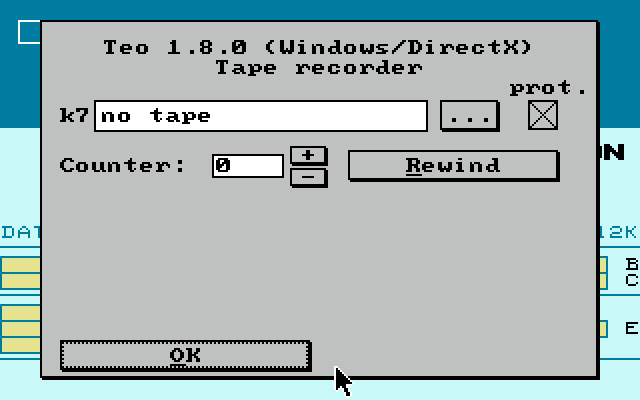 Teo 1.8.0 (Windows/DirectX)
Tape recorder
prot.
k7 no tape ...
Counter: 0 + - Rewind
DAT
12K
B
C
E
OK